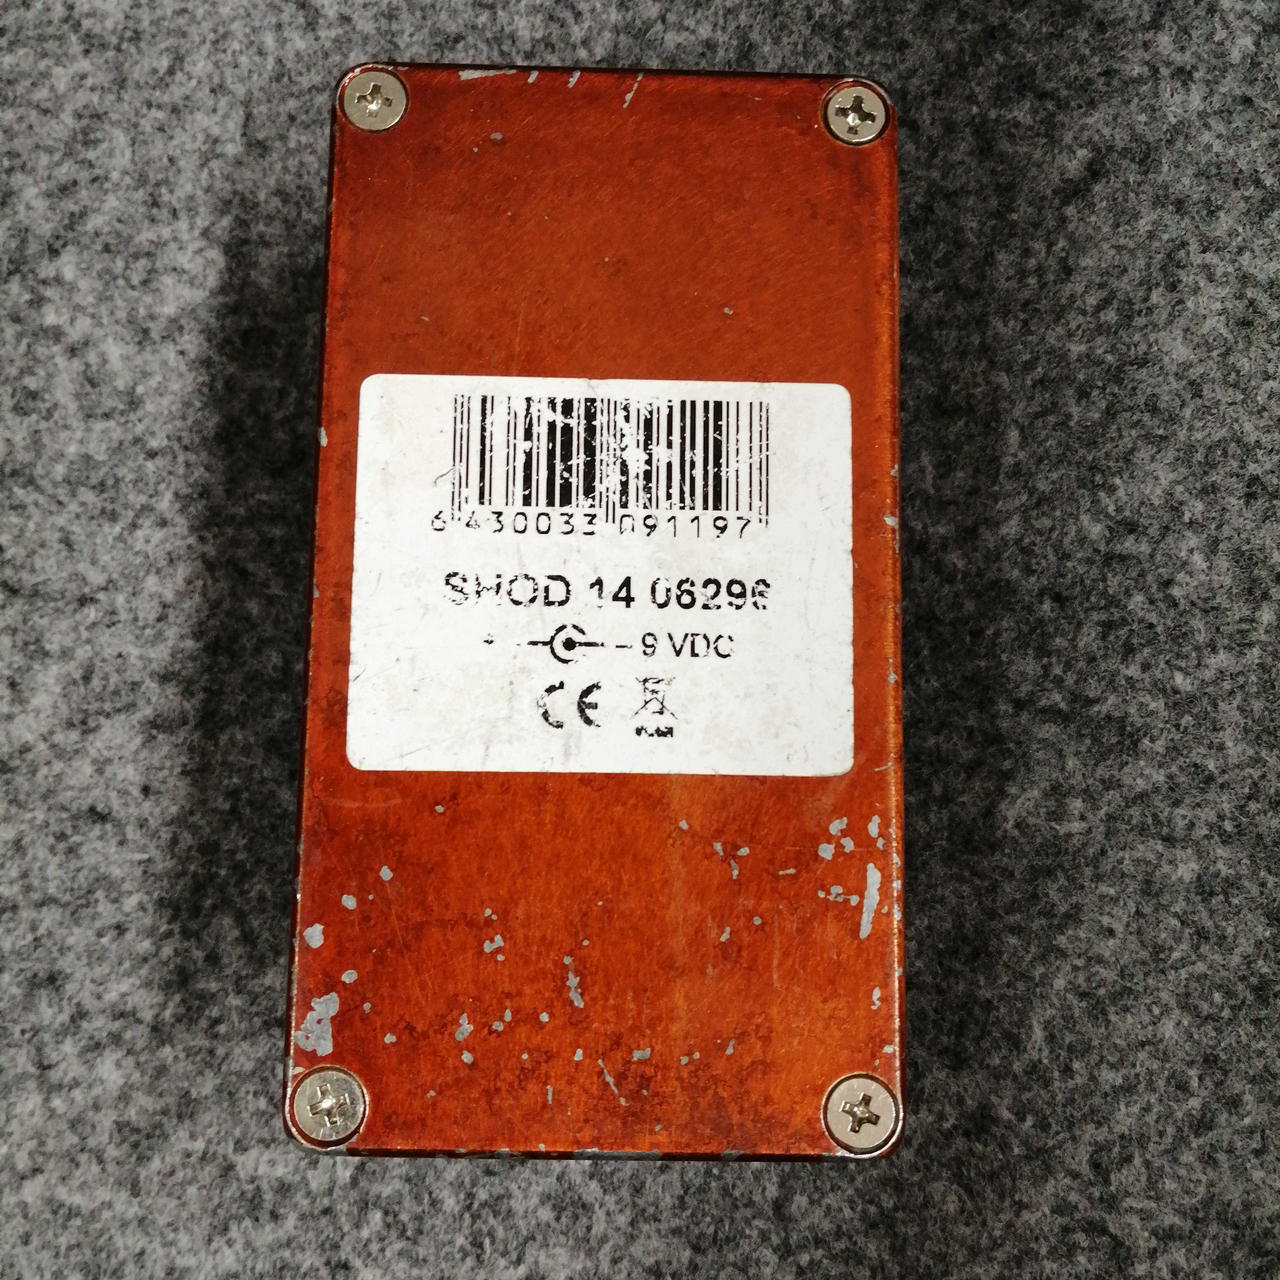 6 430033 091197
SHOD 14 06296
+ - 9 VDC
CE